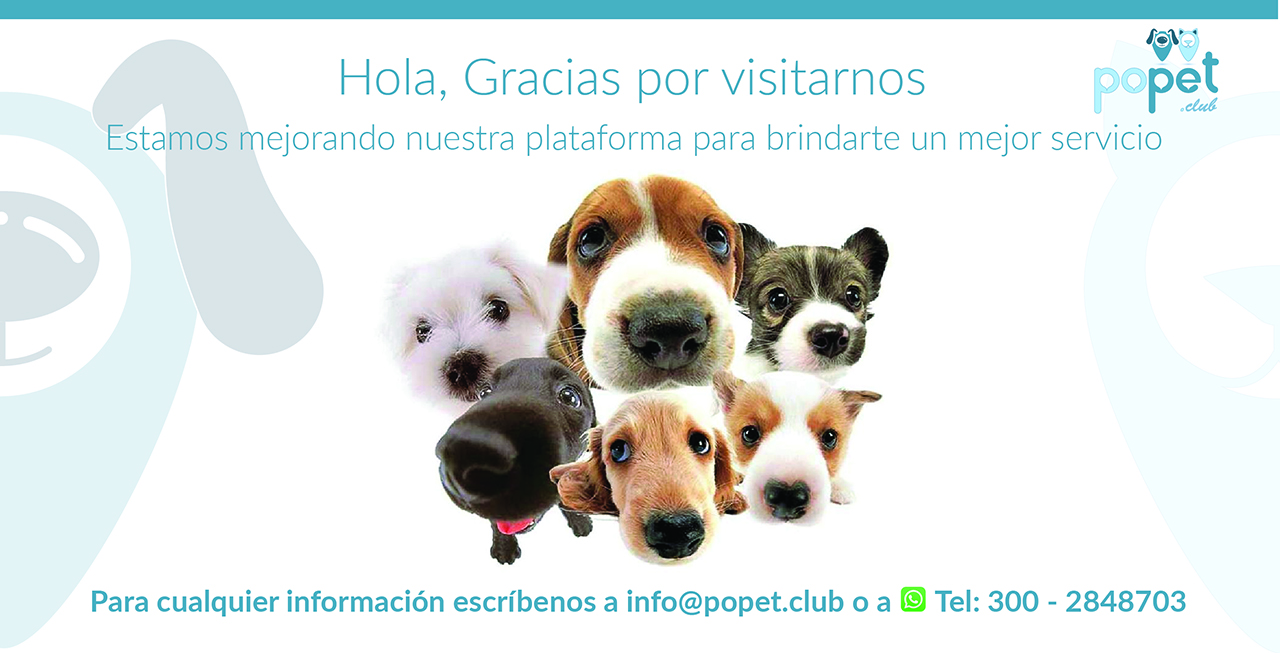 Hola, Gracias por visitarnos
popet
.club
Estamos mejorando nuestra plataforma para brindarte un mejor servicio
Para cualquier información escríbenos a info@popet.club o a Tel: 300 - 2848703